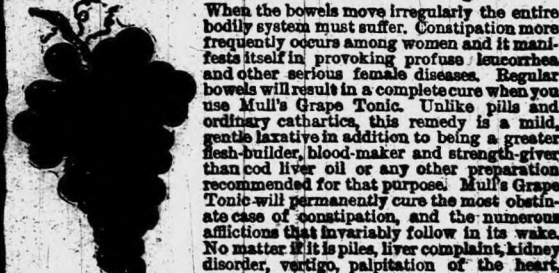 When the bowels move irregularly the entire
bodily system must suffer. Constipation more
frequently occurs among women and it mani-
fests itself in provoking profuse leucorrhea
and other serious female diseases. Regular
bowels will result in a complete cure when you
use Mull's Grape Tonic. Unlike pills and
ordinary cathartics, this remedy is a mild,
gentle laxative in addition to being a greater
flesh-builder, blood-maker and strength-giver
than cod liver oil or any other preparation
recommended for that purpose. Mull's Grape
Tonic will permanently cure the most obstin-
ate case of constipation, and the numerous
afflictions that invariably follow in its wake.
No matter if it is piles, liver complaint, kidney
disorder, vertigo, palpitation of the heart,